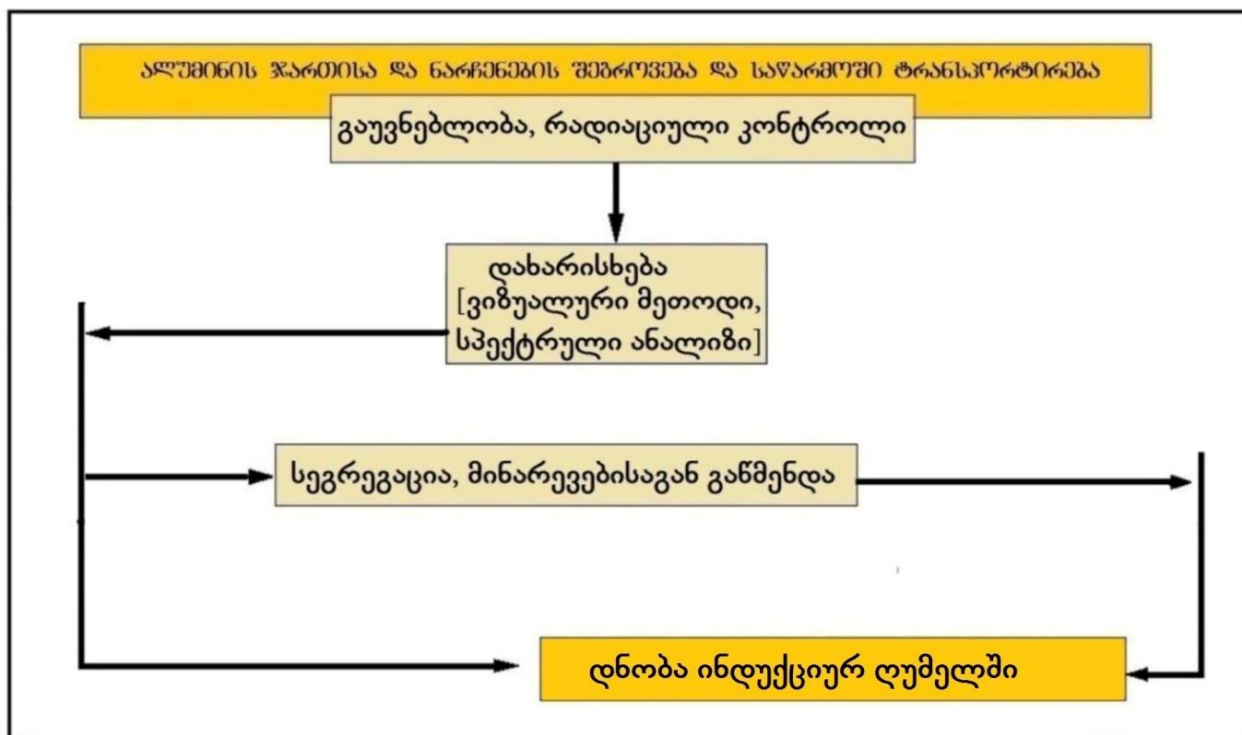 ალუმინის ჯართისა და ნარჩენების შეგროვება და საწარმოში ტრანსპორტირება
გაუვნებლობა, რადიაციული კონტროლი
დახარისხება
[ვიზუალური მეთოდი,
სპექტრული ანალიზი]
სეგრეგაცია, მინარევებისაგან გაწმენდა
დნობა ინდუქციურ ღუმელში